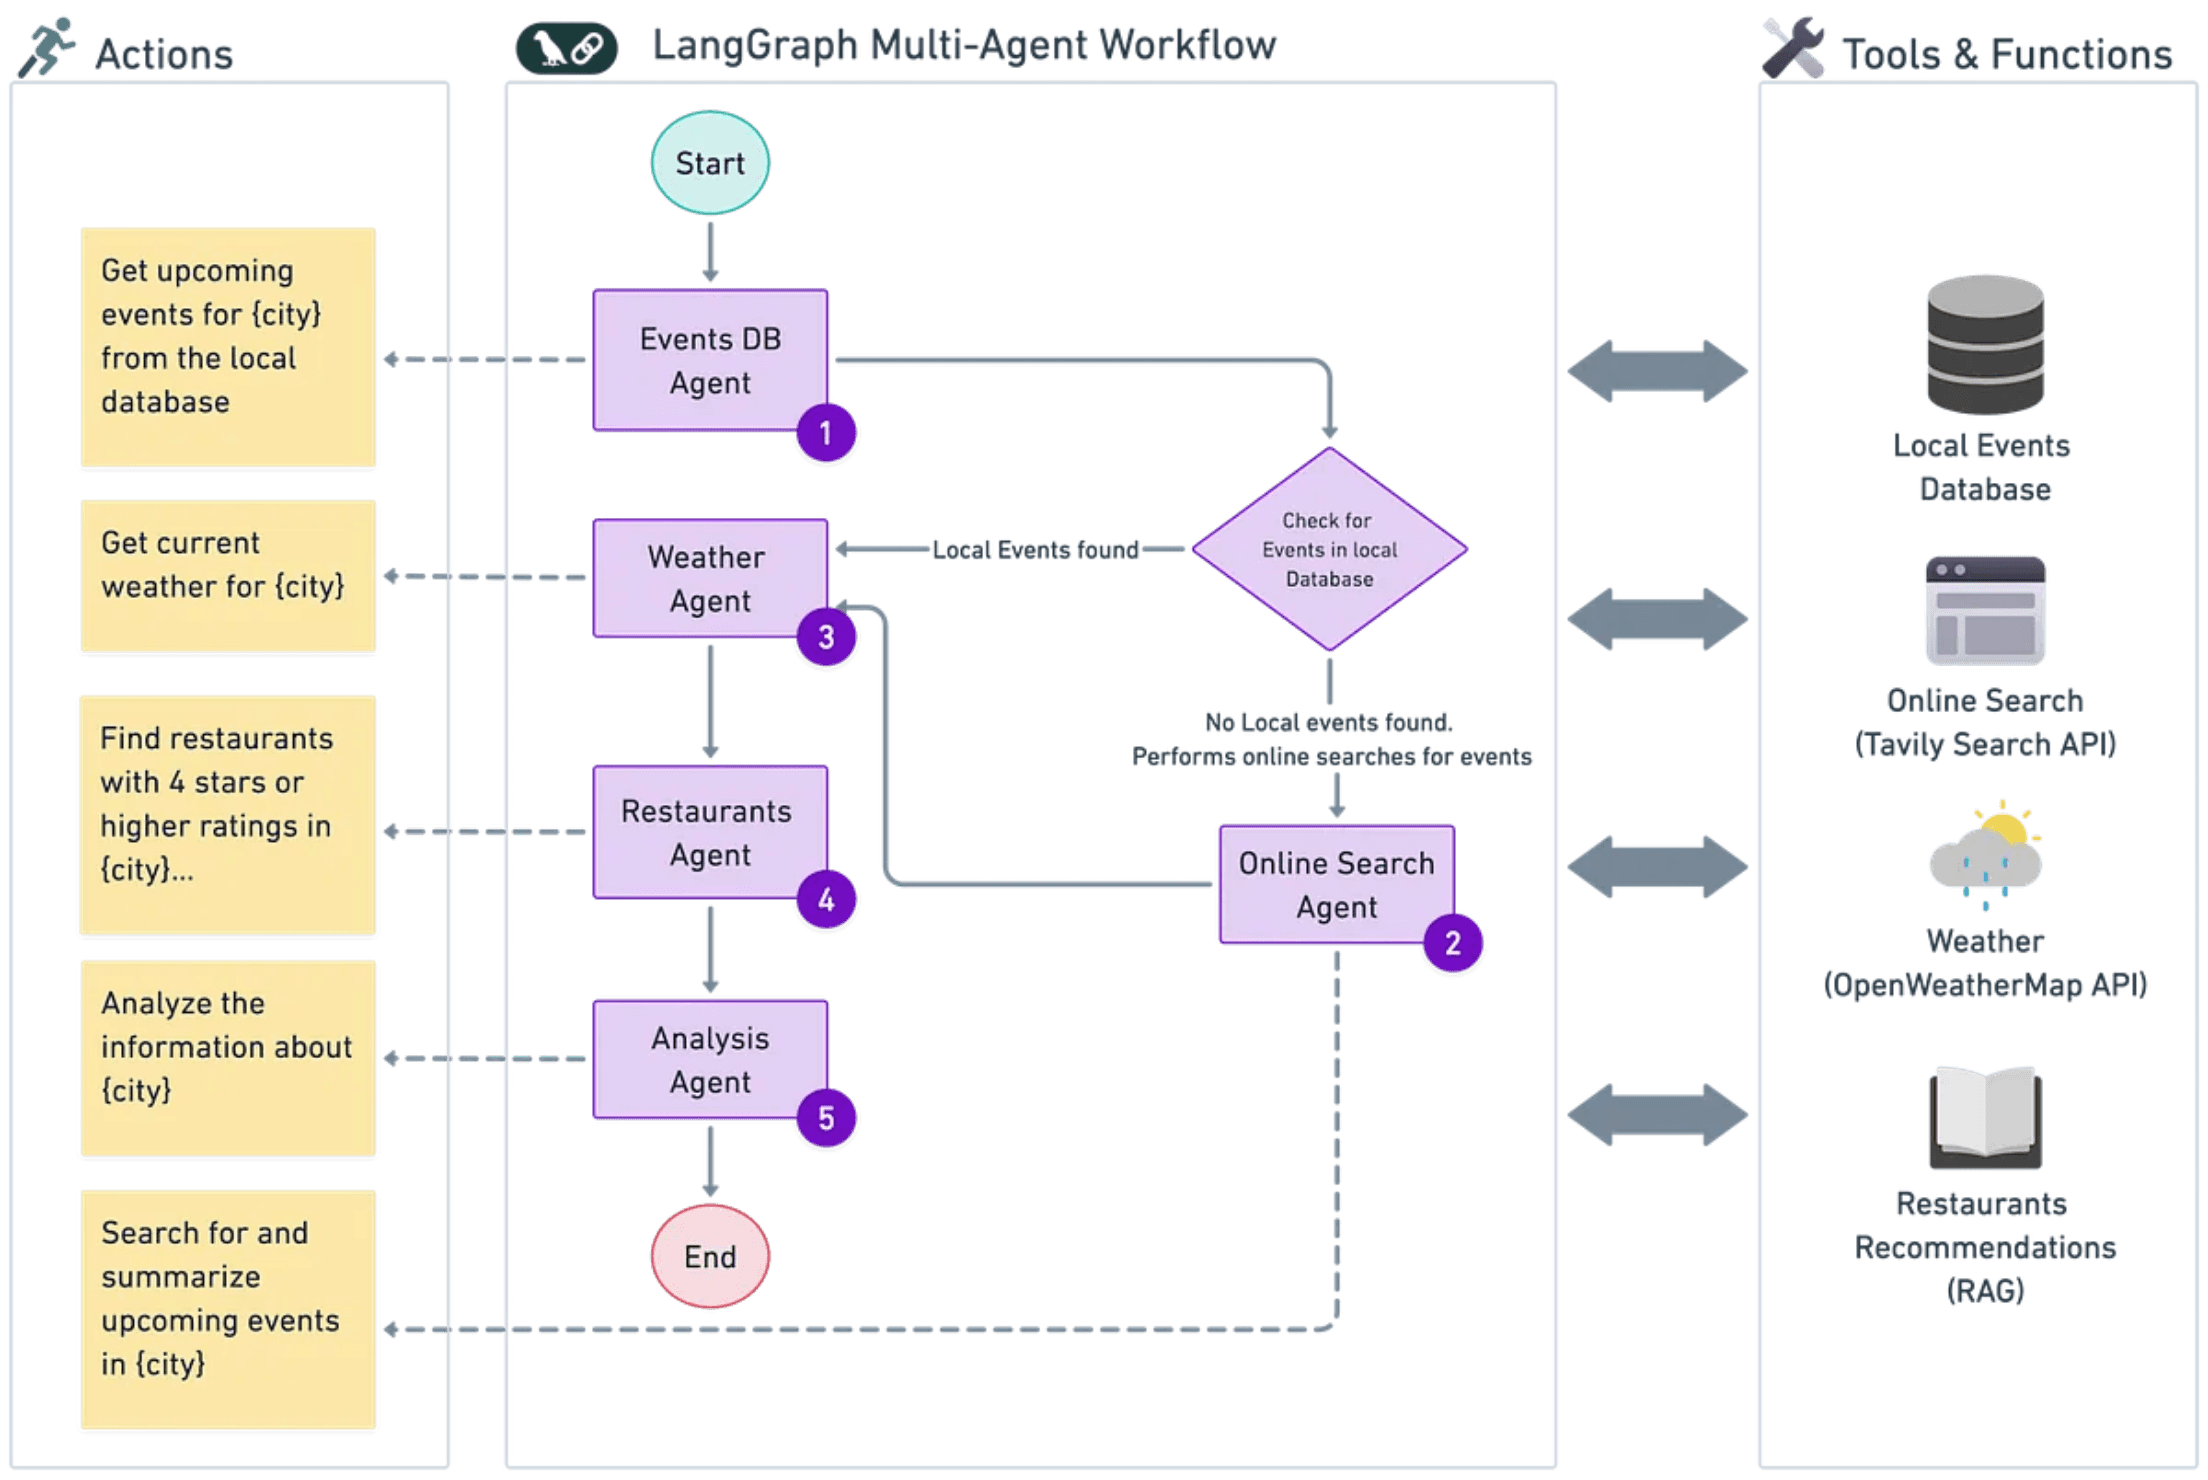 Actions
Get upcoming
events for {city}
from the local
database
Get current
weather for {city}
Find restaurants
with 4 stars or
higher ratings in
{city}...
Analyze the
information about
{city}
Search for and
summarize
upcoming events
in {city}
LangGraph Multi-Agent Workflow
Start
Events DB
Agent
1
Check for
Events in local
Database
Local Events found
Weather
Agent
3
No Local events found.
Performs online searches for events
Restaurants
Agent
4
Online Search
Agent
2
Analysis
Agent
5
End
Tools & Functions
Local Events
Database
Online Search
(Tavily Search API)
Weather
(OpenWeatherMap API)
Restaurants
Recommendations
(RAG)